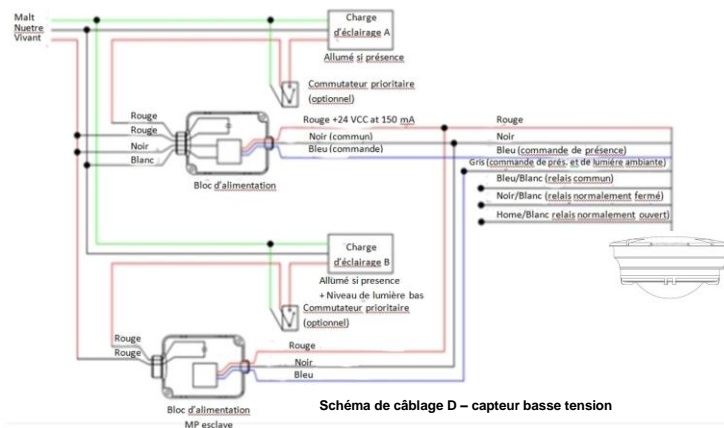 Malt
Nuetre
Vivant
Charge
d'éclairage A
Allumé si présence
Commutateur prioritaire
(optionnel)
Rouge
Rouge
Noir
Blanc
Bloc d'alimentation
Rouge +24 VCC at 150 mA
Noir (commun)
Bleu (commande)
Rouge
Noir
Bleu (commande de présence)
Gris (commande de prés. et de lumière ambiante)
Bleu/Blanc (relais commun)
Noir/Blanc (relais normalement fermé)
Home/Blanc relais normalement ouvert)
Charge
d'éclairage B
Allumé si presence
+ Niveau de lumière bas
Commutateur prioritaire
(optionnel)
Rouge
Rouge
Rouge
Noir
Bleu
Bloc d'alimentation
MP esclave
Schéma de câblage D – capteur basse tension